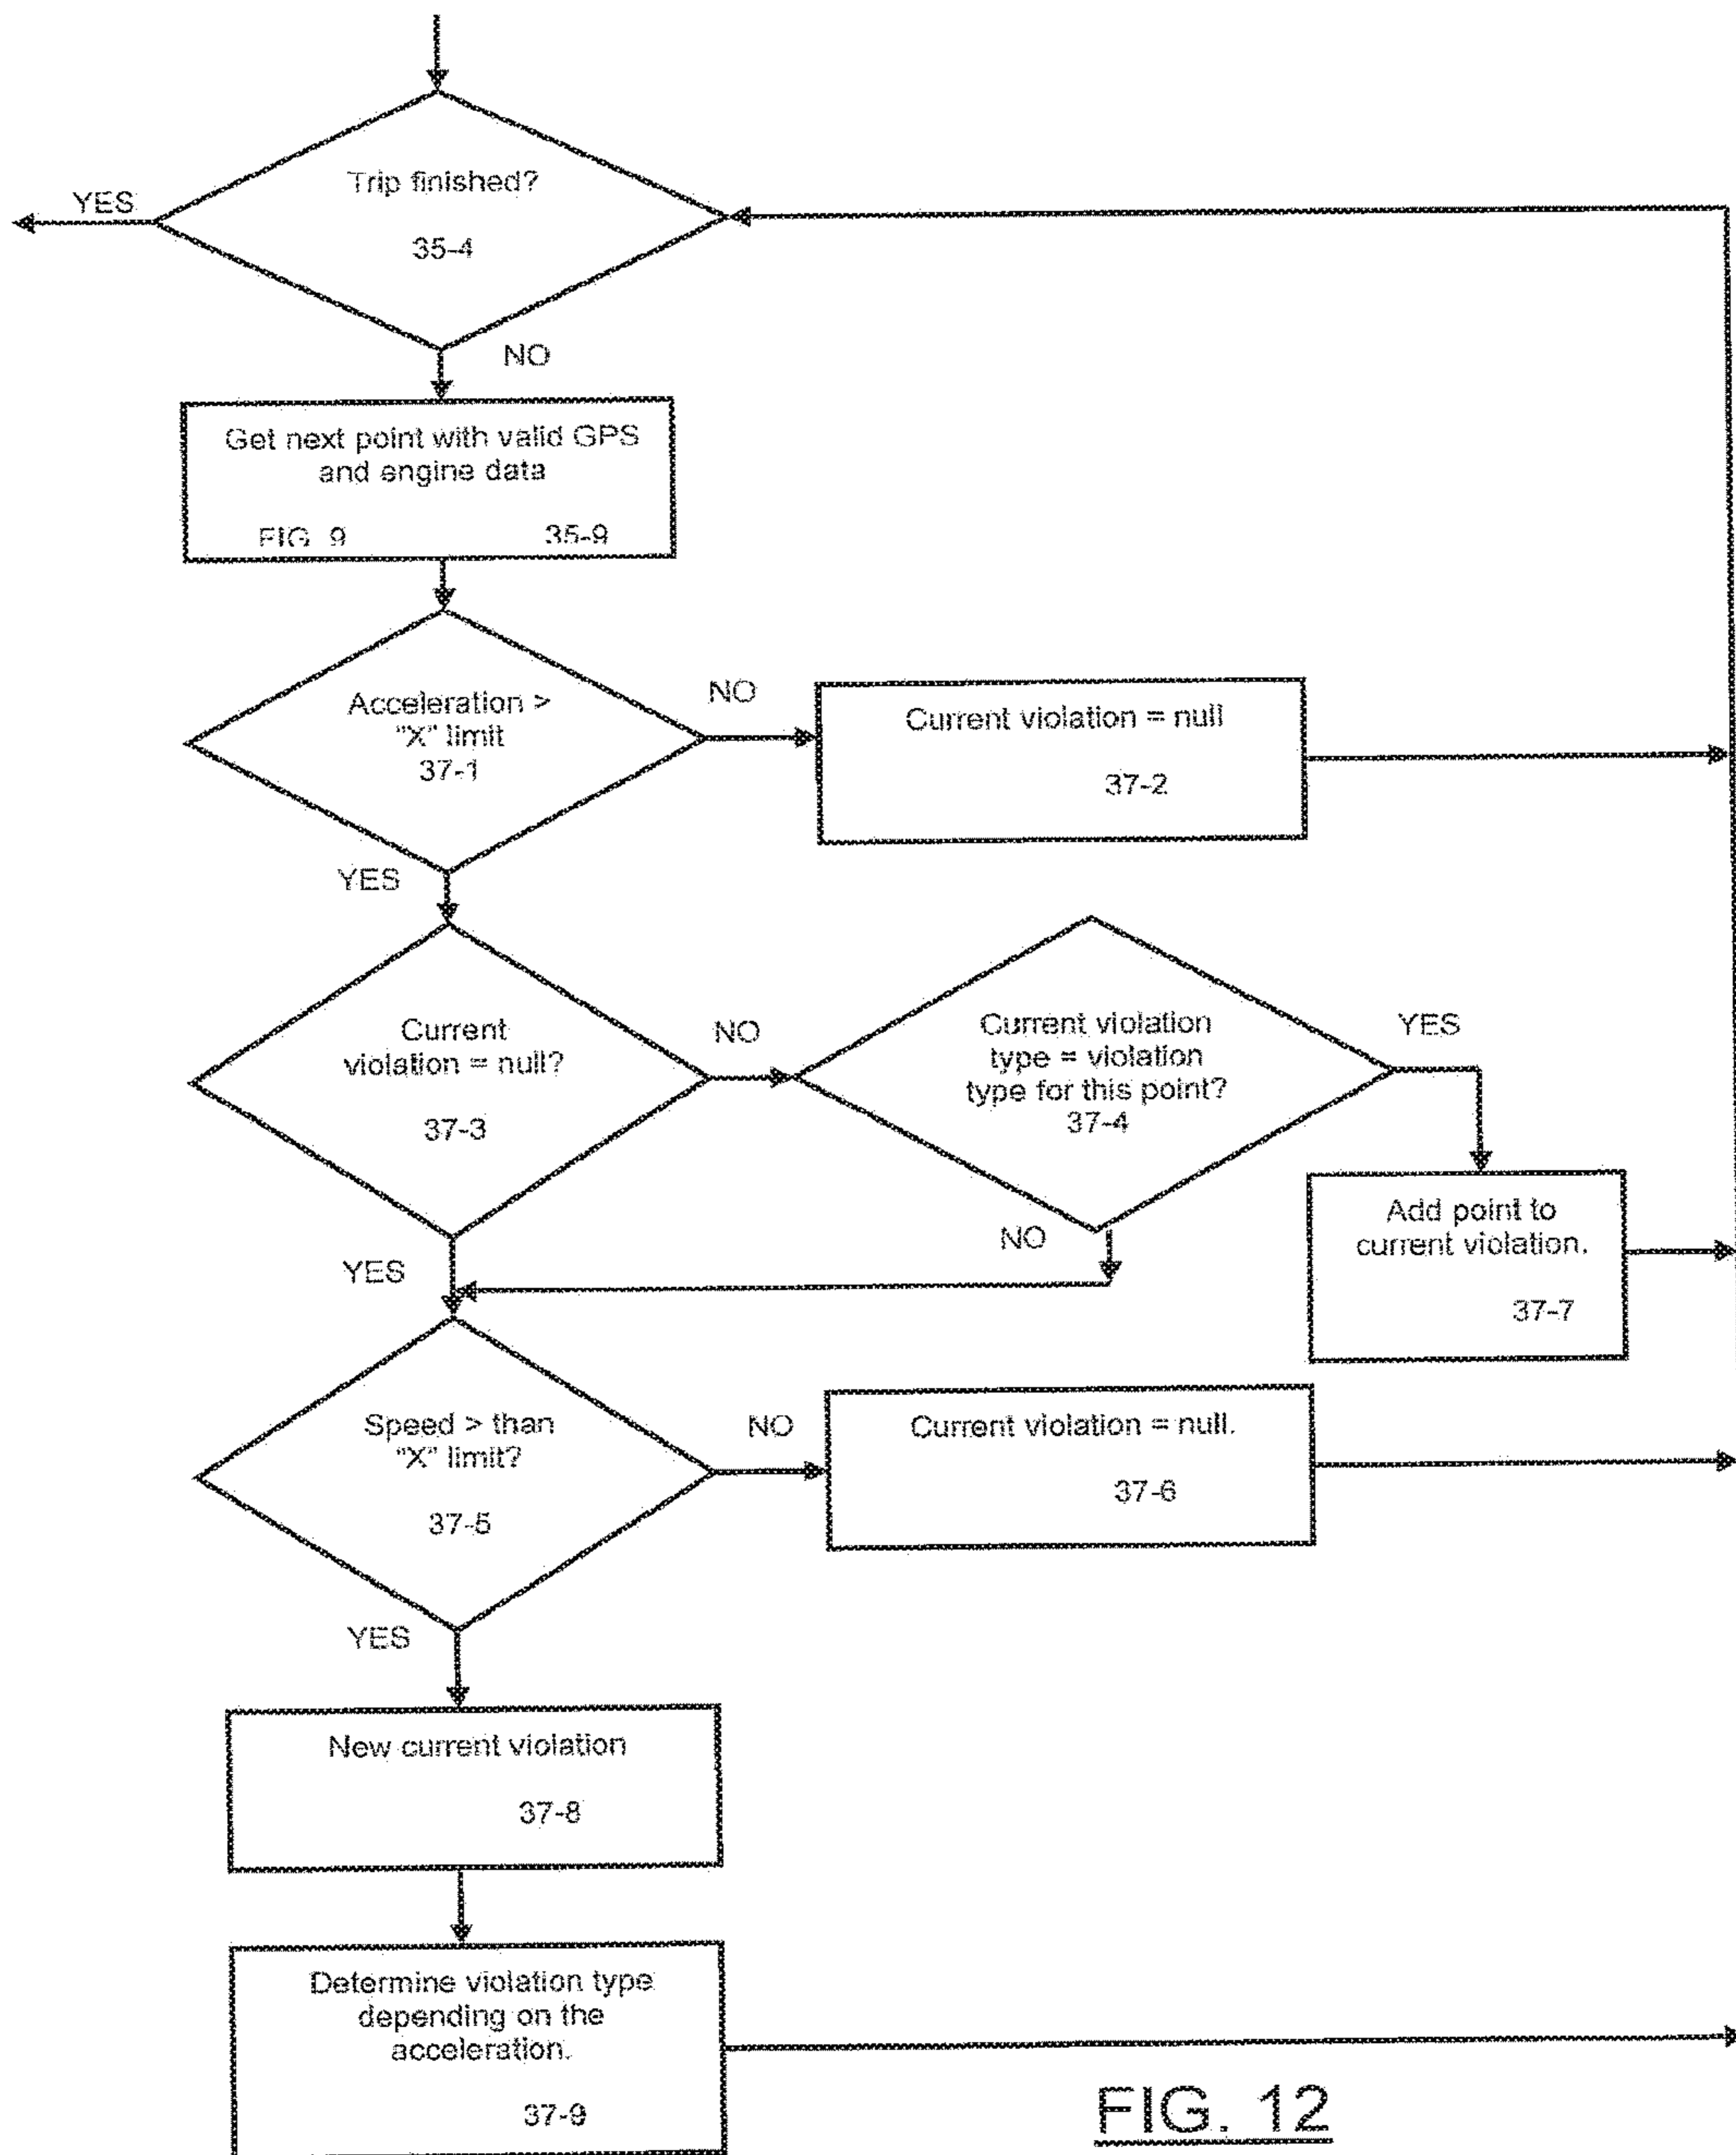 Trip finished?
YES
35-4
NO
Get next point with valid GPS
and engine data
FIG. 9 35-9
Acceleration >
"X" limit
37-1
NO
Current violation = null
37-2
YES
Current
violation = null?
37-3
NO
Current violation
type = violation
type for this point?
37-4
YES
Add point to
current violation.
37-7
NO
YES
Speed > than
"X" limit?
37-5
NO
Current violation = null.
37-6
YES
New current violation
37-8
Determine violation type
depending on the
acceleration.
37-9
FIG. 12